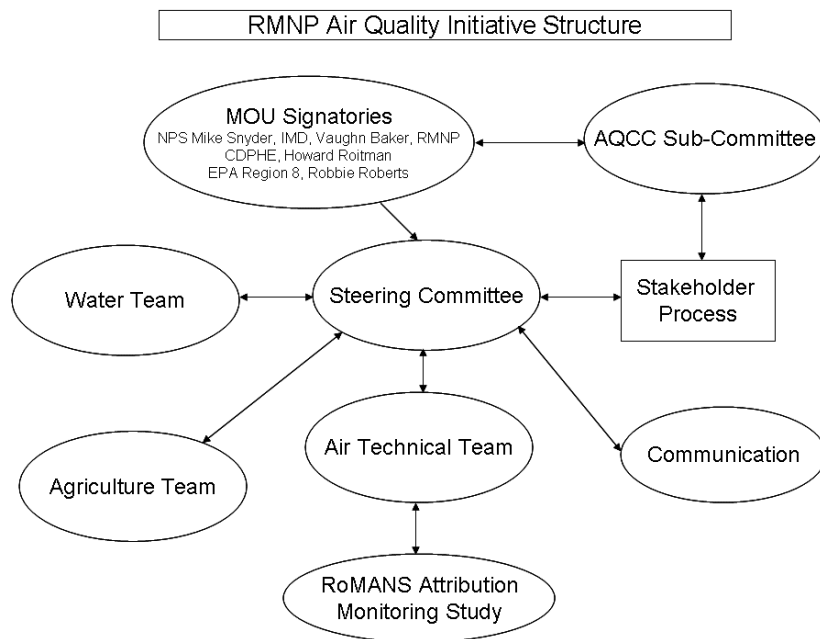 RMNP Air Quality Initiative Structure
MOU Signatories
NPS Mike Snyder, IMD, Vaughn Baker, RMNP
CDPHE, Howard Roitman
EPA Region 8, Robbie Roberts
AQCC Sub-Committee
Water Team
Steering Committee
Stakeholder
Process
Agriculture Team
Air Technical Team
Communication
RoMANS Attribution
Monitoring Study